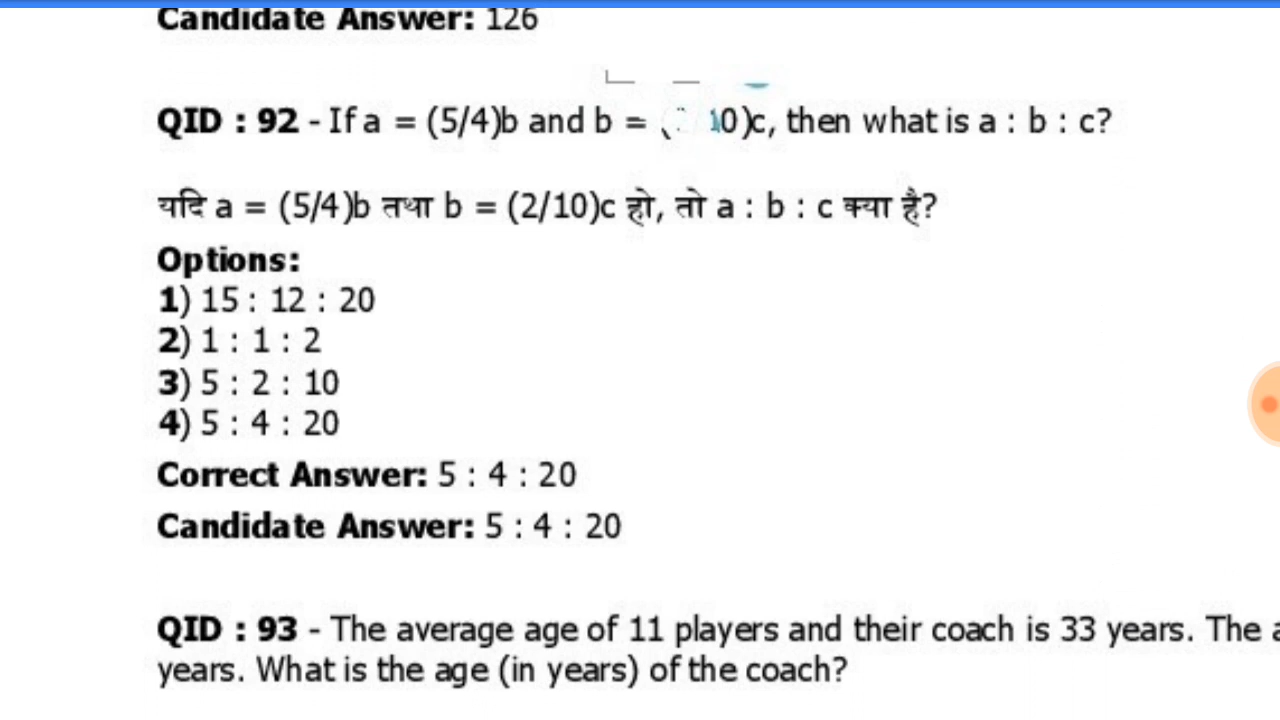 Candidate Answer: 126
QID : 92 - If a = (5/4)b and b = ( 10)c, then what is a : b : c?
यदि a = (5/4)b तथा b = (2/10)c हो, तो a : b : c क्या है?
Options:
1) 15 : 12 : 20
2) 1 : 1 : 2
3) 5 : 2 : 10
4) 5 : 4 : 20
Correct Answer: 5 : 4 : 20
Candidate Answer: 5 : 4 : 20
QID : 93 - The average age of 11 players and their coach is 33 years. The
years. What is the age (in years) of the coach?